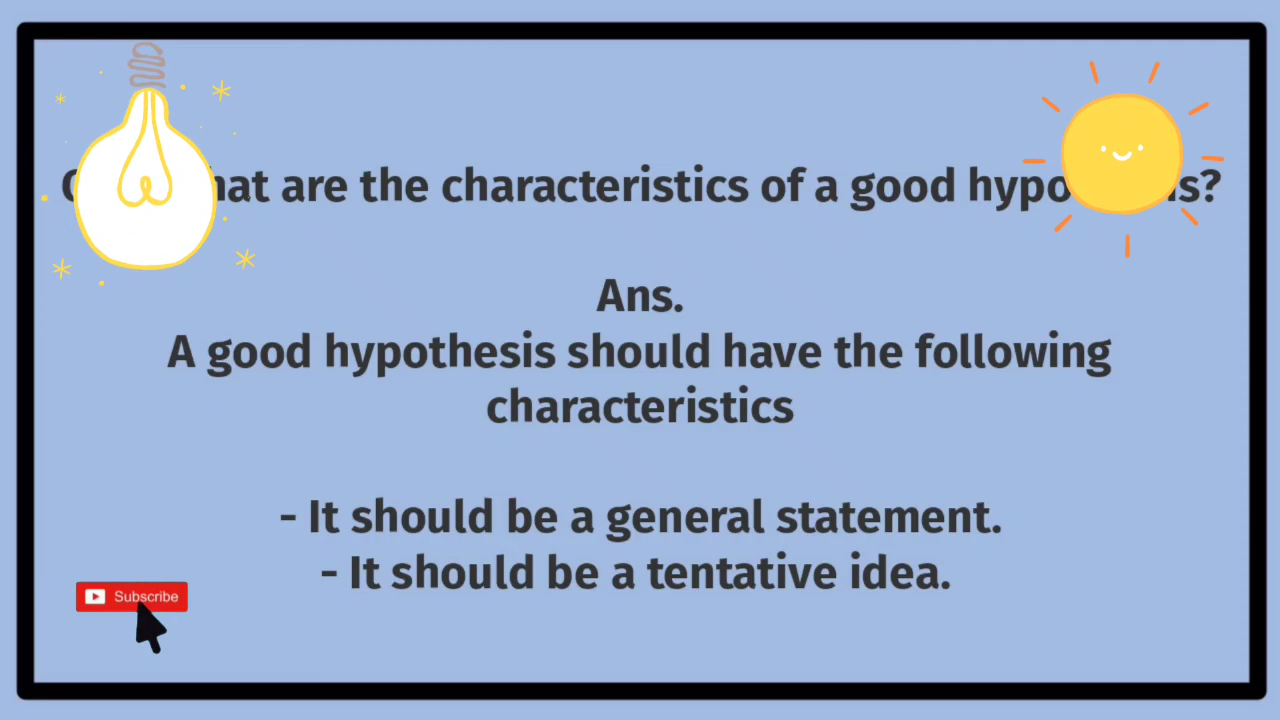 are the characteristics of a good
Ans.
A good hypothesis should have the following
characteristics
- It should be a general statement.
- It should be a tentative idea.
Subscribe